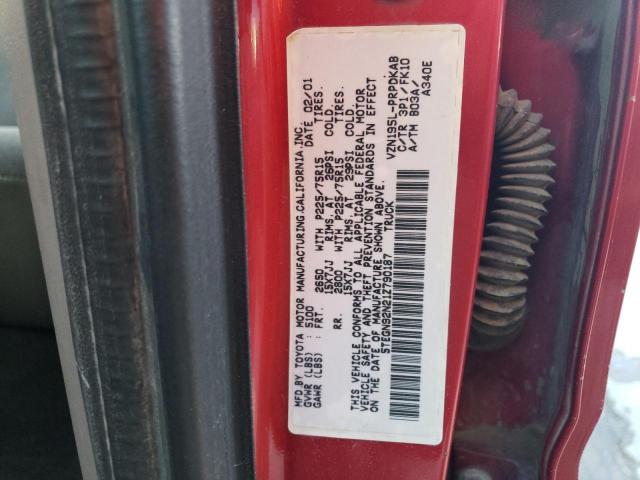 MFD.BY TOYOTA MOTOR MANUFACTURING CALIFORNIA,INC.
GVWR (LBS) : 5100 DATE 02/01
GAWR (LBS) : FRT. 2650 WITH P225/75R15 TIRES.
15X7JJ RIMS. AT 26PSI COLD.
RR. 2800 WITH P225/75R15 TIRES.
15X7JJ RIMS. AT 29PSI COLD.
THIS VEHICLE CONFORMS TO ALL APPLICABLE FEDERAL MOTOR
VEHICLE SAFETY AND THEFT PREVENTION STANDARDS IN EFFECT
ON THE DATE OF MANUFACTURE SHOWN ABOVE.
5TEGN92N21Z790187 TRUCK
VZN195L-PRPDKAB
C/TR 3P1/FK10
A/TM B03A/
A340E